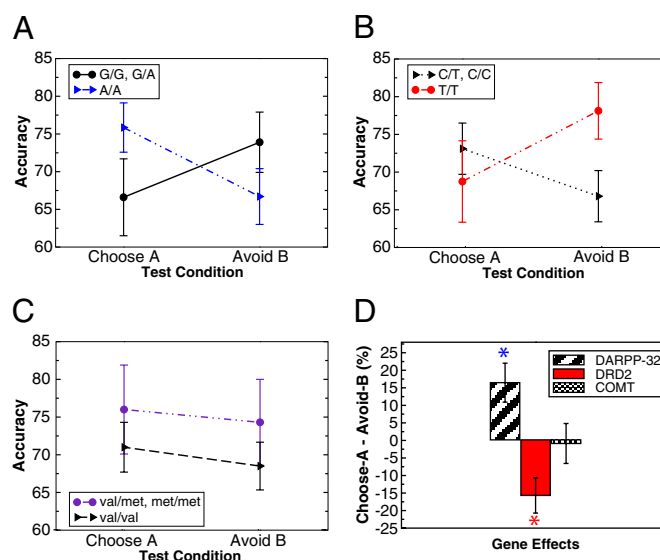 A
85
80
75
70
65
60
Accuracy
G/G, G/A
A/A
Choose A
Avoid B
Test Condition
B
85
80
75
70
65
60
Accuracy
C/T, C/C
T/T
Choose A
Avoid B
Test Condition
C
85
80
75
70
65
60
Accuracy
val/met, met/met
val/val
Choose A
Avoid B
Test Condition
D
25
20
15
10
5
0
-5
-10
-15
-20
-25
Choose-A - Avoid-B (%)
*
*
DARPP-32
DRD2
COMT
Gene Effects